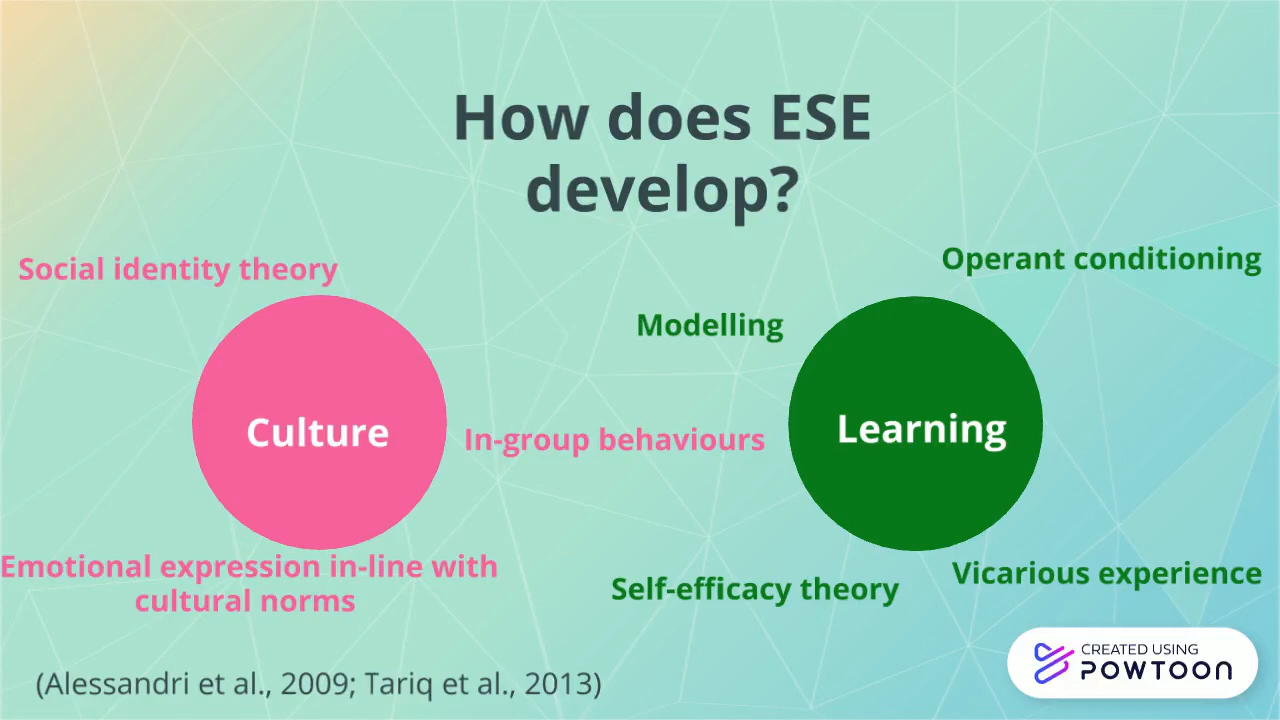 How does ESE
develop?
Social identity theory
Operant conditioning
Modelling
Culture
In-group behaviours
Learning
Emotional expression in-line with
cultural norms
Self-efficacy theory
Vicarious experience
(Alessandri et al., 2009; Tariq et al., 2013)
CREATED USING
POWTOON